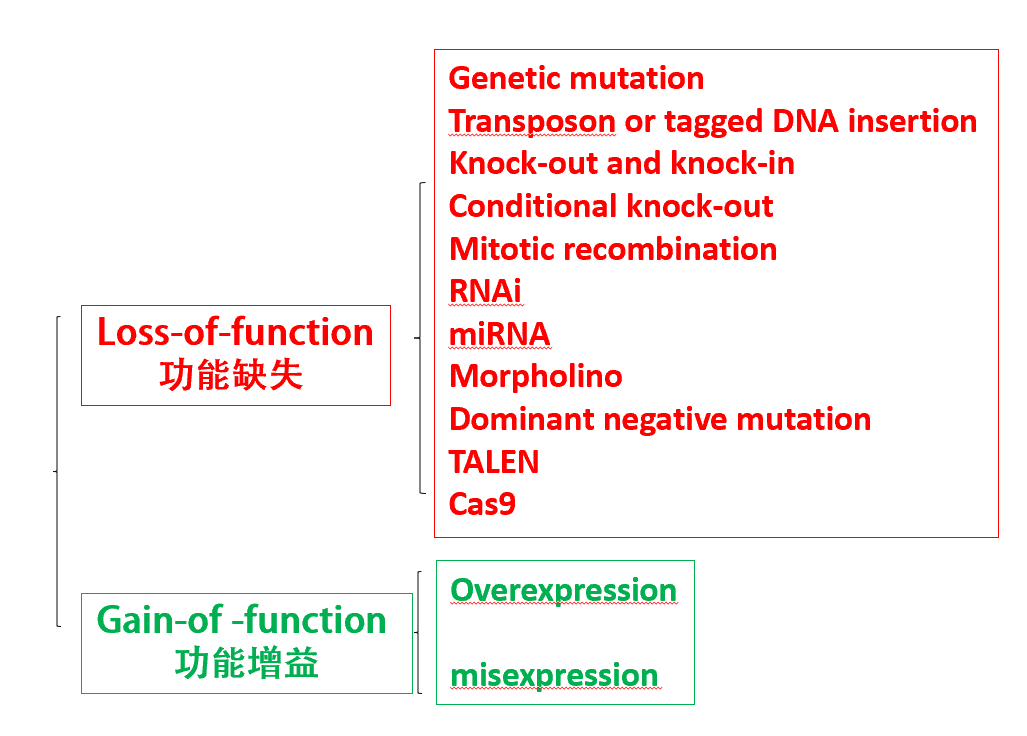 Genetic mutation
Transposon or tagged DNA insertion
Knock-out and knock-in
Conditional knock-out
Mitotic recombination
RNAi
miRNA
Morpholino
Dominant negative mutation
TALEN
Cas9
Loss-of-function
功能缺失
Gain-of -function
功能增益
Overexpression
misexpression